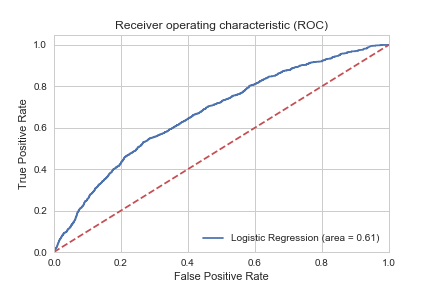 Receiver operating characteristic (ROC)
True Positive Rate
1.0
0.8
0.6
0.4
0.2
0.0
Logistic Regression (area = 0.61)
0.0 0.2 0.4 0.6 0.8 1.0
False Positive Rate